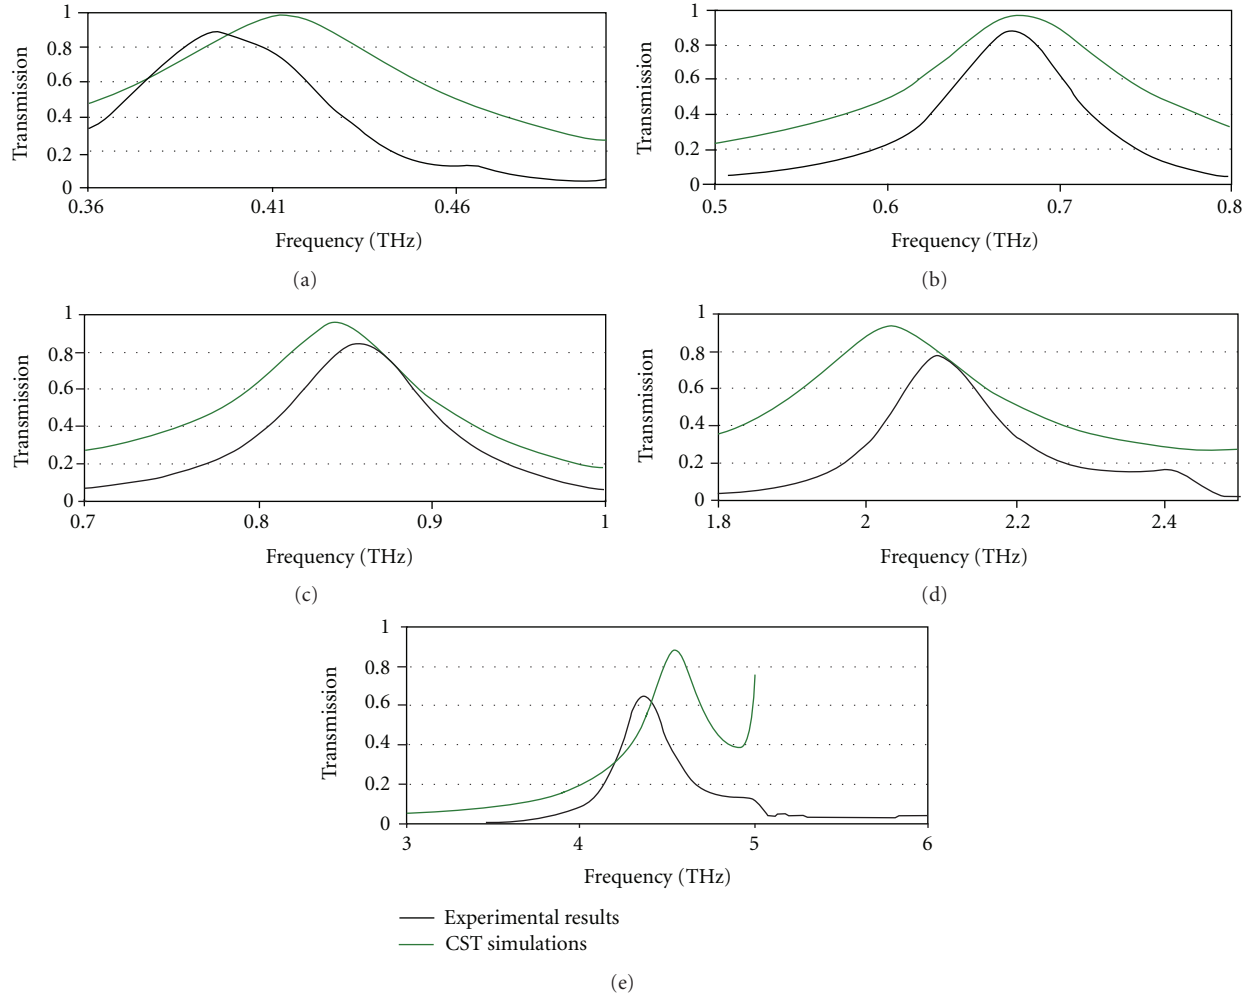 1
0.8
0.6
0.4
0.2
0
Transmission
0.36
0.41
0.46
Frequency (THz)
(a)
1
0.8
0.6
0.4
0.2
0
Transmission
0.5
0.6
0.7
0.8
Frequency (THz)
(b)
1
0.8
0.6
0.4
0.2
0
Transmission
0.7
0.8
0.9
1
Frequency (THz)
(c)
1
0.8
0.6
0.4
0.2
0
Transmission
1.8
2
2.2
2.4
Frequency (THz)
(d)
1
0.8
0.6
0.4
0.2
0
Transmission
3
4
5
6
Frequency (THz)
Experimental results
CST simulations
(e)